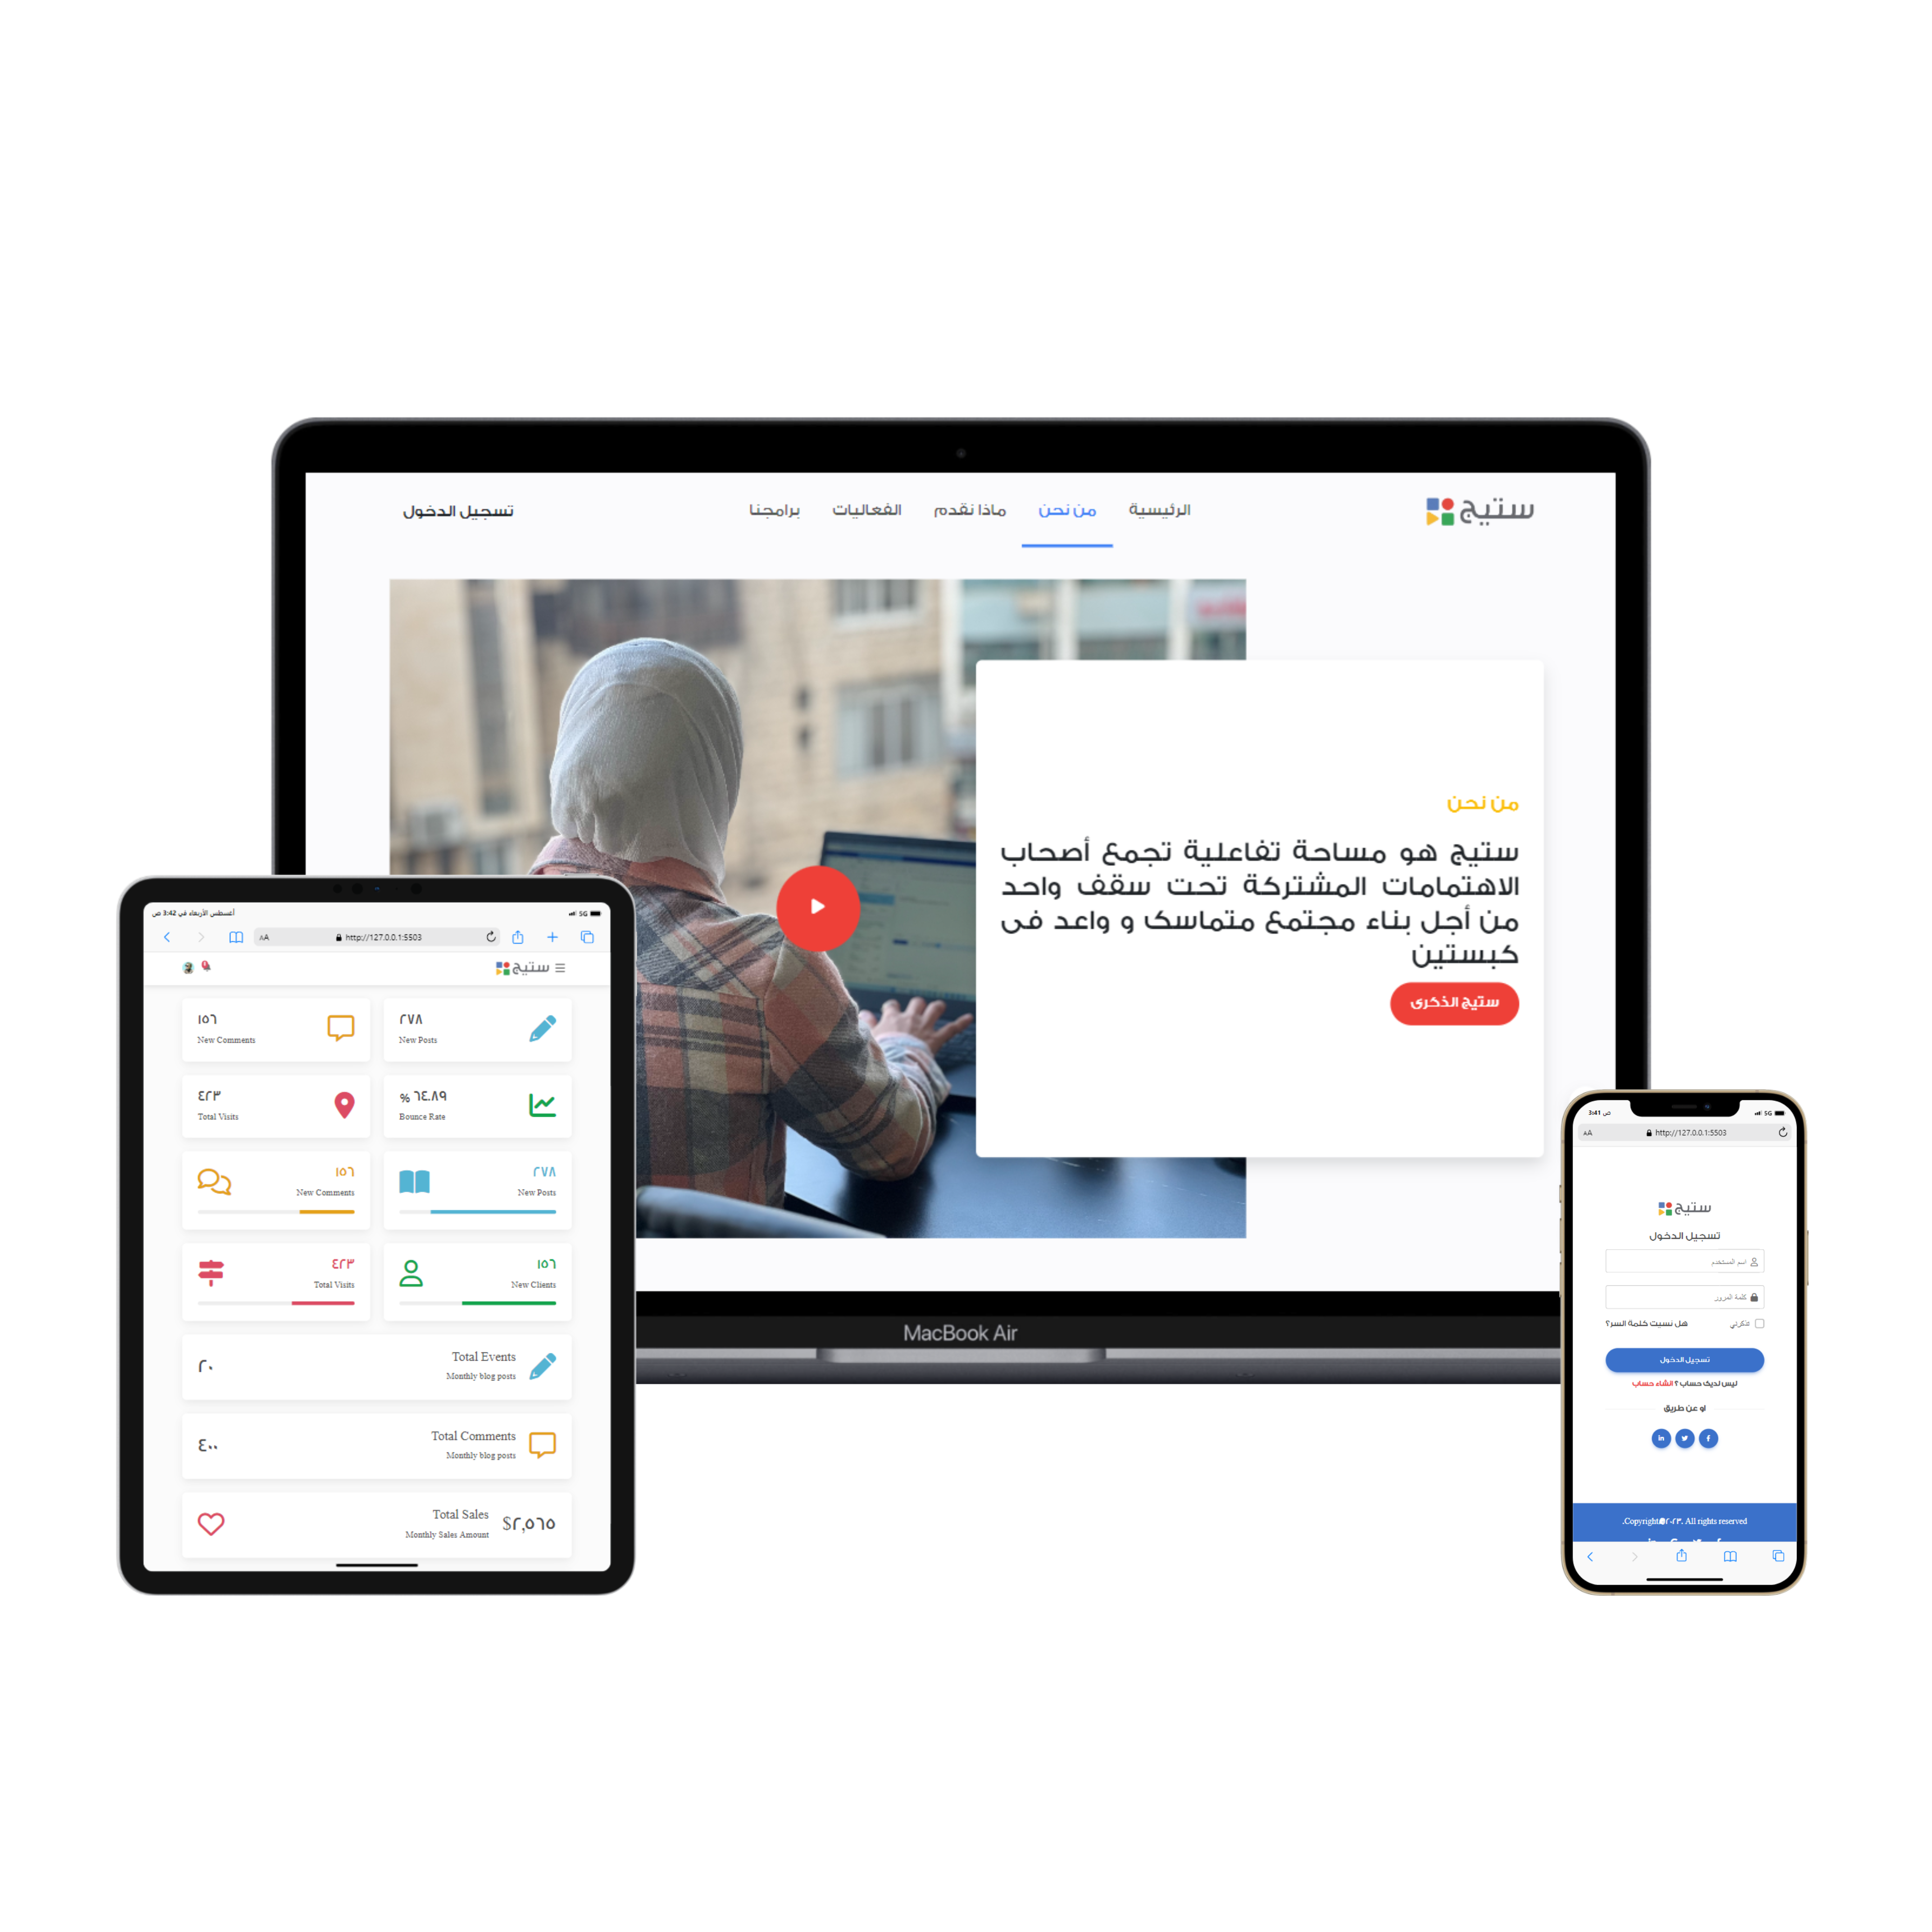 ستيج
الرئيسية
من نحن
ماذا نقدم
الفعاليات
برامجنا
تسجيل الدخول
من نحن
ستيج هو مساحة تفاعلية تجمع أصحاب
الاهتمامات المشتركة تحت سقف واحد
من أجل بناء مجتمع متماسك و واعد في
كبستين
ستيج الذكرى
MacBook Air
أغسطس الأربعاء في 3:42 ص
5G
AA
http://127.0.0.1:5503
ستيج
٢٧٨
New Posts
١٥٦
New Comments
% ٦٤.٨٩
Bounce Rate
٤٢٣
Total Visits
٢٧٨
New Posts
١٥٦
New Comments
١٥٦
New Clients
٤٢٣
Total Visits
Total Events
Monthly blog posts
٢٠
Total Comments
Monthly blog posts
٤٠٠
$٢,٥٦٥
Total Sales
Monthly Sales Amount
3:41 ص
5G
AA
http://127.0.0.1:5503
ستيج
تسجيل الدخول
اسم المستخدم
كلمة المرور
تذكرني
هل نسيت كلمة السر؟
تسجيل الدخول
ليس لديك حساب ؟ انشاء حساب
او عن طريق
.Copyright@٢٠٢٣. All rights reserved